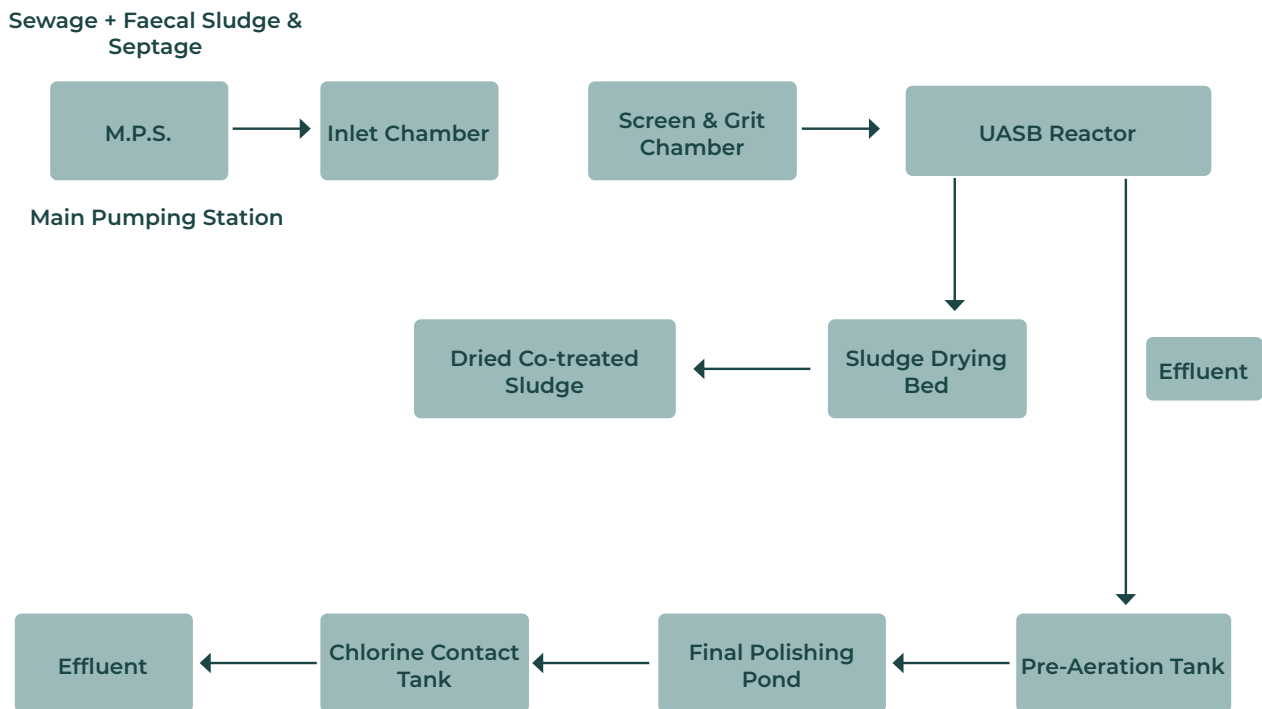 Sewage + Faecal Sludge &
Septage
M.P.S.
Inlet Chamber
Screen & Grit
Chamber
UASB Reactor
Main Pumping Station
Dried Co-treated
Sludge
Sludge Drying
Bed
Effluent
Effluent
Chlorine Contact
Tank
Final Polishing
Pond
Pre-Aeration Tank